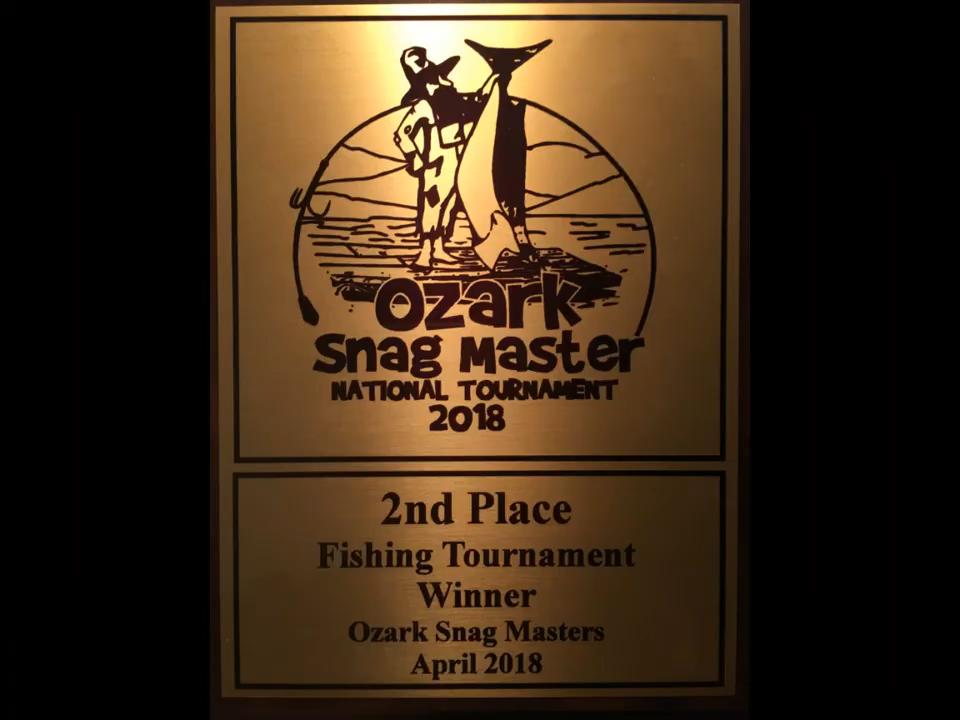 Ozark
Snag Master
NATIONAL TOURNAMENT
2018
2nd Place
Fishing Tournament
Winner
Ozark Snag Masters
April 2018